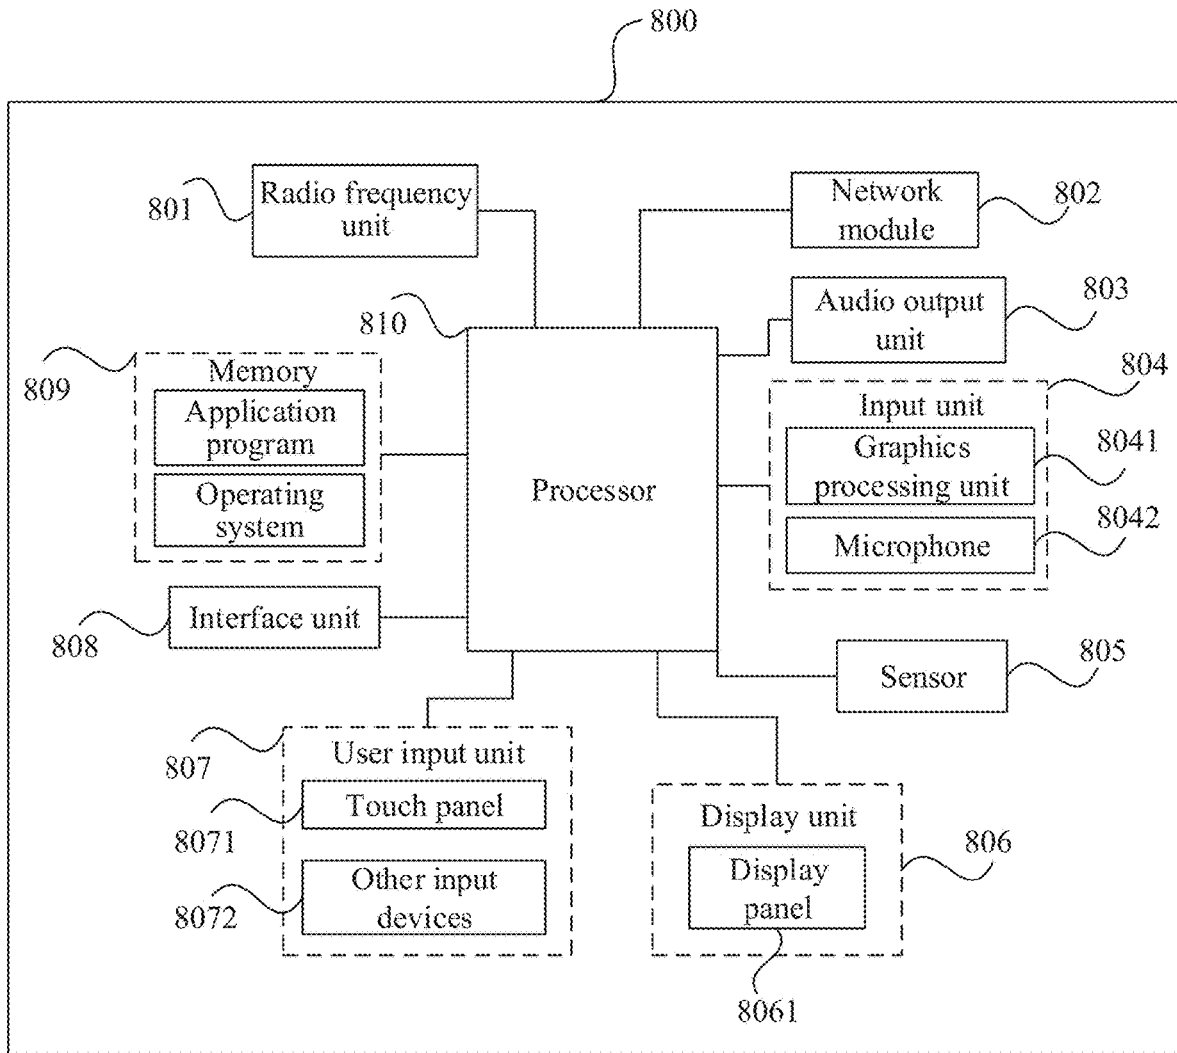 800
801
Radio frequency
unit
Network
module
802
810
Audio output
unit
803
809
Memory
Application
program
Operating
system
Processor
804
Input unit
Graphics
processing unit
8041
Microphone
8042
808
Interface unit
Sensor
805
807
User input unit
Touch panel
8071
Other input
devices
8072
Display unit
806
Display
panel
8061